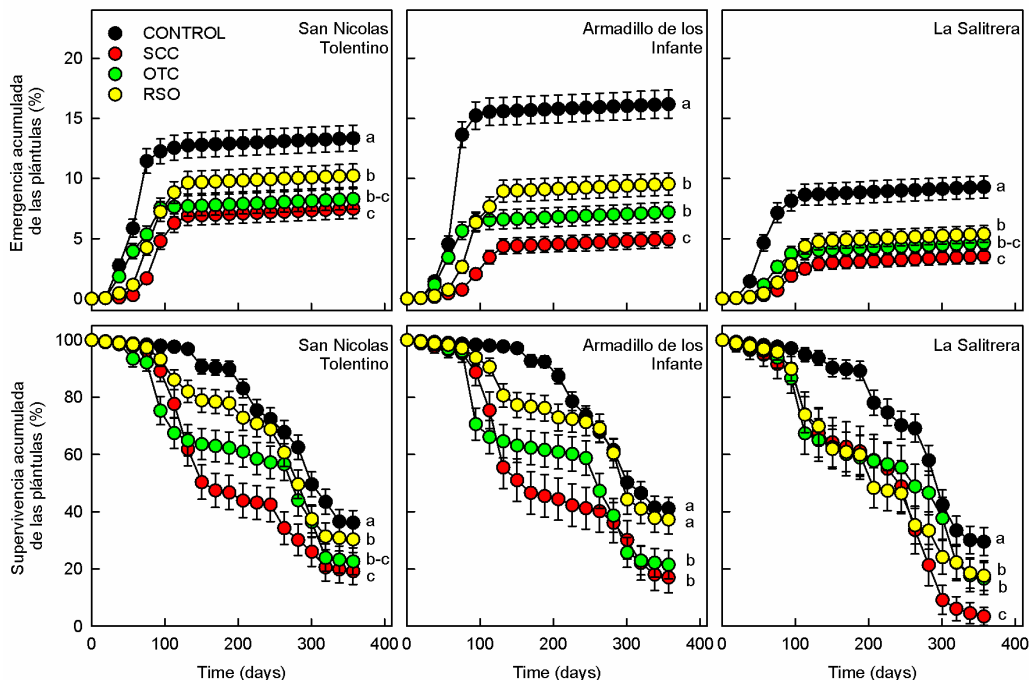 CONTROL
SCC
OTC
RSO
San Nicolas
Tolentino
Armadillo de los
Infante
La Salitrera
Emergencia acumulada
de las plántulas (%)
20
15
10
5
0
a
b
b-c
c
a
b
b
c
a
b
b-c
c
San Nicolas
Tolentino
Armadillo de los
Infante
La Salitrera
Supervivencia acumulada
de las plántulas (%)
100
80
60
40
20
0
a
b
b-c
c
a
a
b
b
a
b
b
c
0 100 200 300 400 0 100 200 300 400 0 100 200 300 400
Time (days) Time (days) Time (days)